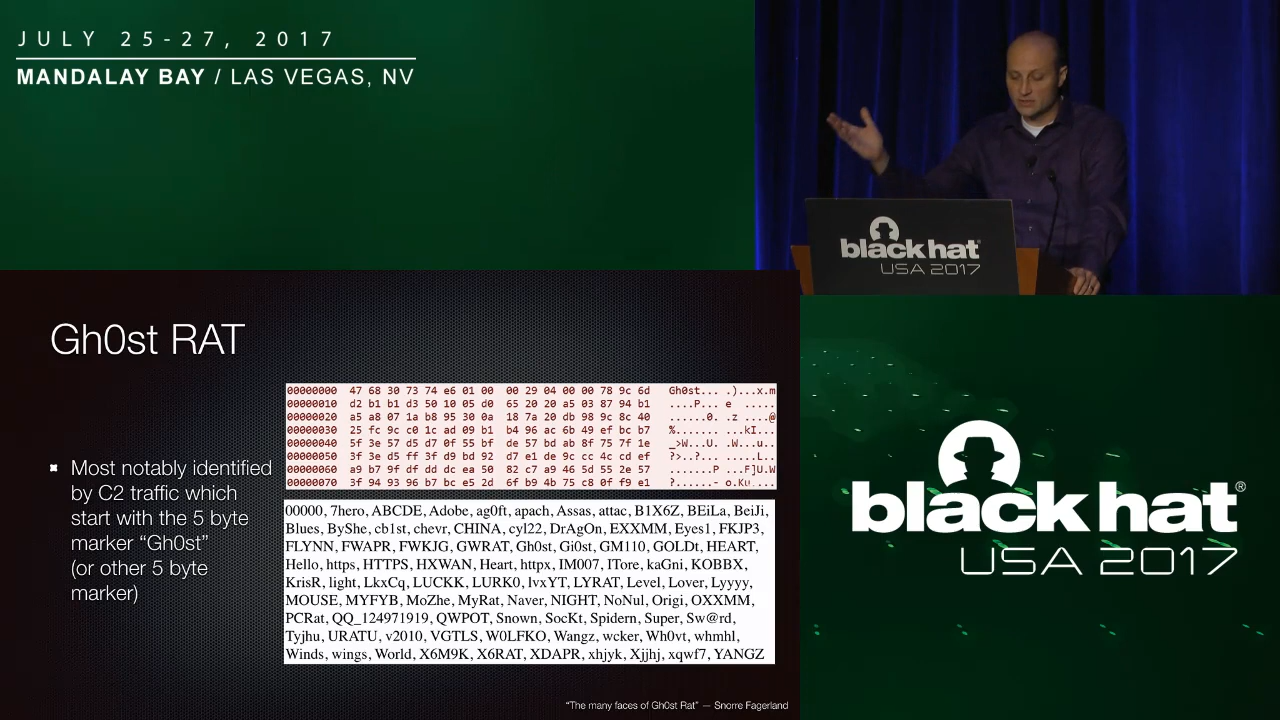 JULY 25-27, 2017
MANDALAY BAY / LAS VEGAS, NV
black hat
USA 2017
Gh0st RAT
Most notably identified
by C2 traffic which
start with the 5 byte
marker “Gh0st”
(or other 5 byte
marker)
00000000 47 68 30 73 74 e6 01 00 00 29 04 00 00 78 9c 6d Gh0st... .)...x.m
00000010 d2 b1 b1 d3 50 10 05 d0 65 20 20 a5 03 87 94 b1 ....P... e .....
00000020 a5 a8 07 1a b8 95 30 0a 18 7a 20 db 98 9c 8c 40 ......0. .z ....@
00000030 25 fc 9c c0 1c ad 09 b1 b4 96 ac 6b 49 ef bc b7 %....... ...kI...
00000040 5f 3e 57 d5 d7 0f 55 bf de 57 bd ab 8f 75 7f 1e _>W...U. .W...u..
00000050 3f 3e d5 ff 3f d9 bd 92 d7 e1 de 9c cc 4c cd ef ?>..?... .....L..
00000060 a9 b7 9f df dd dc ea 50 82 c7 a9 46 5d 55 2e 57 .......P ...F]U.W
00000070 3f 94 93 96 b7 bc e5 2d 6f b9 4b 75 c8 0f f9 e1 ?......- o.Ku....
00000, 7hero, ABCDE, Adobe, ag0ft, apach, Assas, attac, B1X6Z, BEiLa, BeiJi,
Blues, ByShe, cb1st, chevr, CHINA, cyl22, DrAgOn, EXXMM, Eyes1, FKJP3,
FLYNN, FWAPR, FWKJG, GWRAT, Gh0st, Gi0st, GM110, GOLDt, HEART,
Hello, https, HTTPS, HXWAN, Heart, httpx, IM007, ITore, kaGni, KOBBX,
KrisR, light, LkxCq, LUCKK, LURK0, lvxYT, LYRAT, Level, Lover, Lyyyy,
MOUSE, MYFYB, MoZhe, MyRat, Naver, NIGHT, NoNul, Origi, OXXMM,
PCRat, QQ_124971919, QWPOT, Snown, SocKt, Spidern, Super, Sw@rd,
Tyjhu, URATU, v2010, VGTLS, W0LFKO, Wangz, wcker, Wh0vt, whmhl,
Winds, wings, World, X6M9K, X6RAT, XDAPR, xhjyk, Xjjhj, xqwf7, YANGZ
“The many faces of Gh0st Rat” — Snorre Fagerland
black hat®
USA 2017